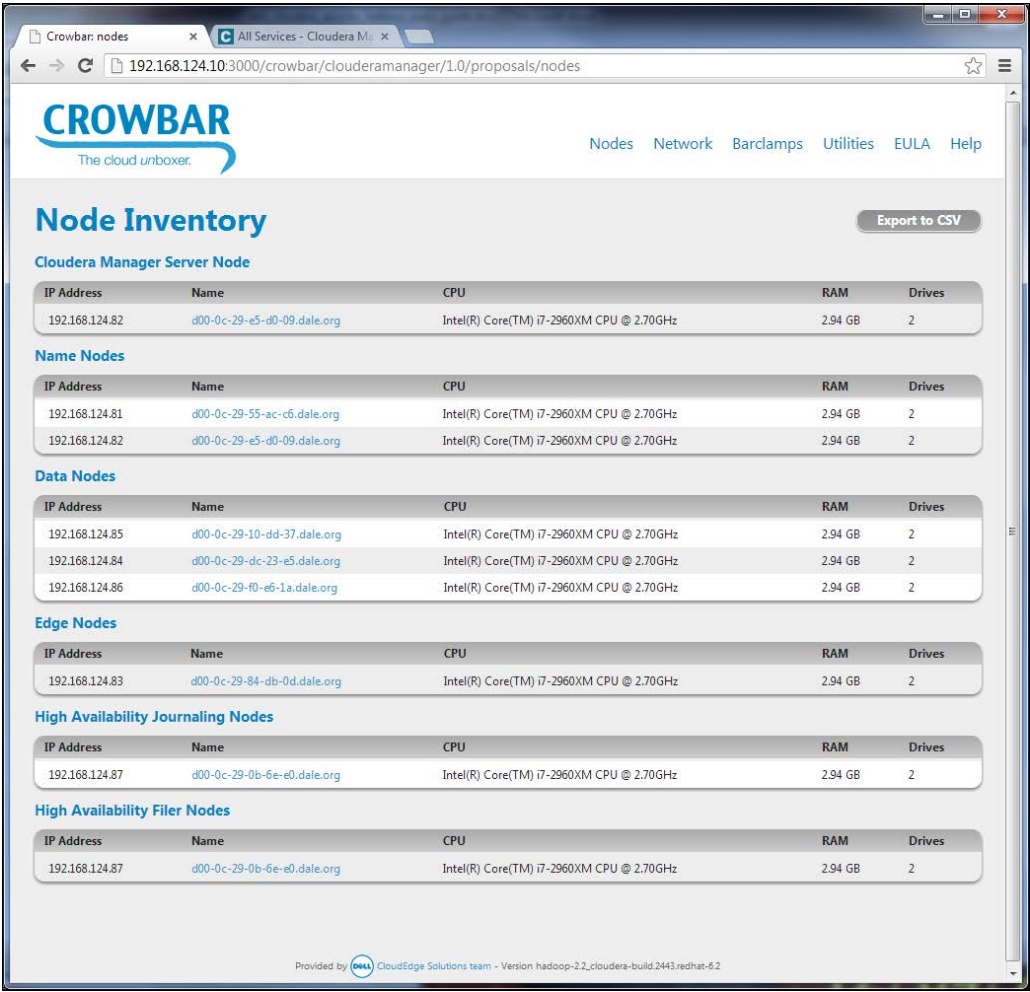 Crowbar: nodes
All Services - Cloudera Ma
192.168.124.10:3000/crowbar/clouderamanager/1.0/proposals/nodes
CROWBAR
The cloud unboxer.
Nodes Network Barclamps Utilities EULA Help
Node Inventory
Export to CSV
Cloudera Manager Server Node
IP Address Name CPU RAM Drives
192.168.124.82 d00-0c-29-e5-d0-09.dale.org Intel(R) Core(TM) i7-2960XM CPU @ 2.70GHz 2.94 GB 2
Name Nodes
IP Address Name CPU RAM Drives
192.168.124.81 d00-0c-29-55-ac-c6.dale.org Intel(R) Core(TM) i7-2960XM CPU @ 2.70GHz 2.94 GB 2
192.168.124.82 d00-0c-29-e5-d0-09.dale.org Intel(R) Core(TM) i7-2960XM CPU @ 2.70GHz 2.94 GB 2
Data Nodes
IP Address Name CPU RAM Drives
192.168.124.85 d00-0c-29-10-dd-37.dale.org Intel(R) Core(TM) i7-2960XM CPU @ 2.70GHz 2.94 GB 2
192.168.124.84 d00-0c-29-dc-23-e5.dale.org Intel(R) Core(TM) i7-2960XM CPU @ 2.70GHz 2.94 GB 2
192.168.124.86 d00-0c-29-f0-e6-1a.dale.org Intel(R) Core(TM) i7-2960XM CPU @ 2.70GHz 2.94 GB 2
Edge Nodes
IP Address Name CPU RAM Drives
192.168.124.83 d00-0c-29-84-db-0d.dale.org Intel(R) Core(TM) i7-2960XM CPU @ 2.70GHz 2.94 GB 2
High Availability Journaling Nodes
IP Address Name CPU RAM Drives
192.168.124.87 d00-0c-29-0b-6e-e0.dale.org Intel(R) Core(TM) i7-2960XM CPU @ 2.70GHz 2.94 GB 2
High Availability Filer Nodes
IP Address Name CPU RAM Drives
192.168.124.87 d00-0c-29-0b-6e-e0.dale.org Intel(R) Core(TM) i7-2960XM CPU @ 2.70GHz 2.94 GB 2
Provided by DELL CloudEdge Solutions team - Version hadoop-2.2_cloudera-build.2443.redhat-6.2